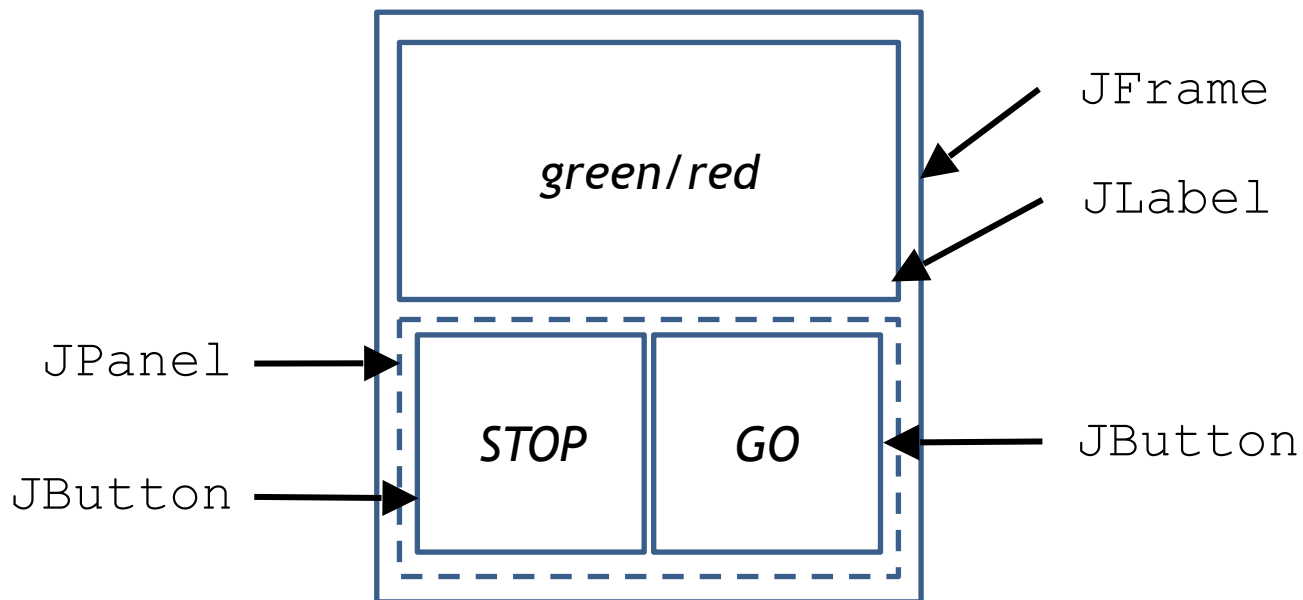 JFrame
green/red
JLabel
JPanel
STOP
GO
JButton
JButton